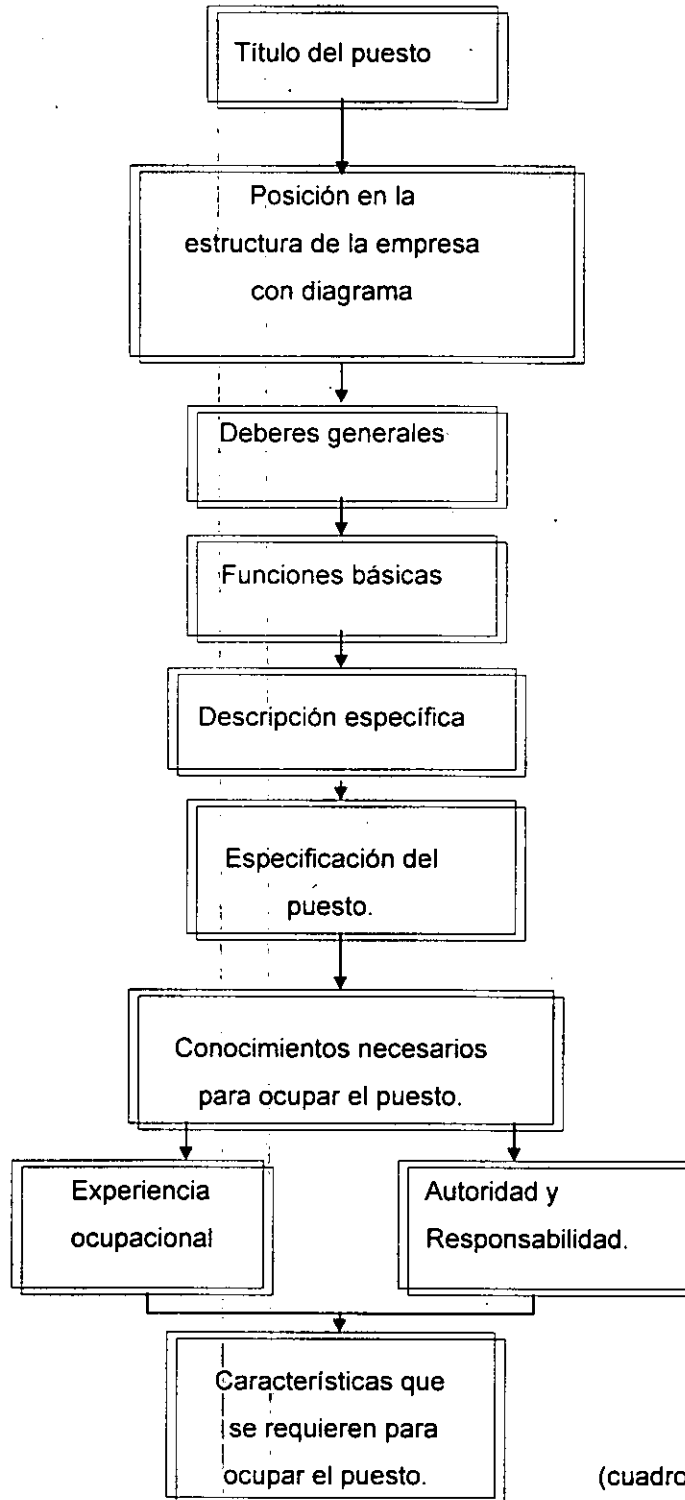 Título del puesto
Posición en la
estructura de la empresa
con diagrama
Deberes generales
Funciones básicas
Descripción específica
Especificación del
puesto.
Conocimientos necesarios
para ocupar el puesto.
Experiencia
ocupacional
Autoridad y
Responsabilidad.
Características que
se requieren para
ocupar el puesto.
(cuadro